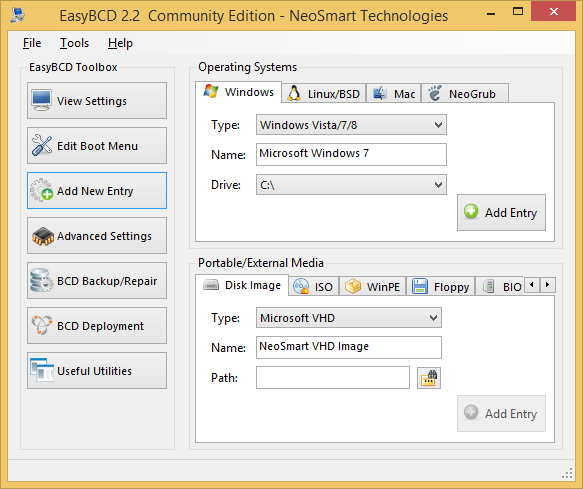 EasyBCD 2.2 Community Edition - NeoSmart Technologies
File Tools Help
EasyBCD Toolbox
View Settings
Edit Boot Menu
Add New Entry
Advanced Settings
BCD Backup/Repair
BCD Deployment
Useful Utilities
Operating Systems
Windows Linux/BSD Mac NeoGrub
Type: Windows Vista/7/8
Name: Microsoft Windows 7
Drive: C:\
Add Entry
Portable/External Media
Disk Image ISO WinPE Floppy BIO
Type: Microsoft VHD
Name: NeoSmart VHD Image
Path:
Add Entry